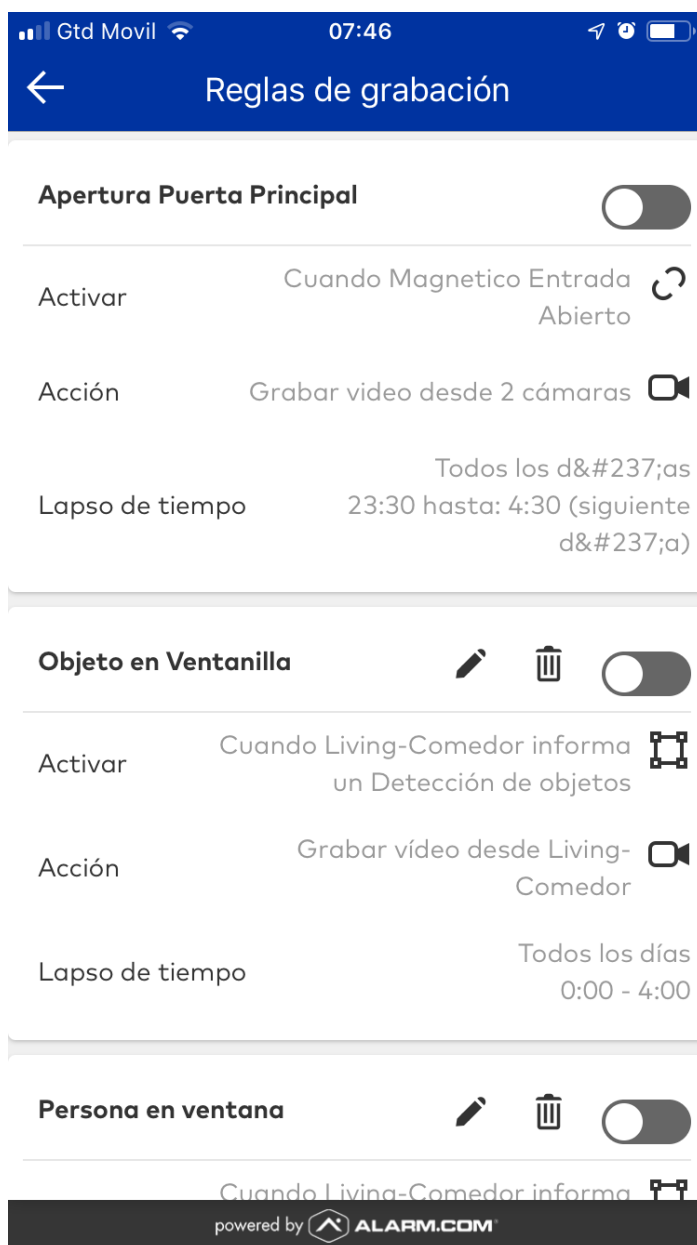 Gtd Movil 07:46
Reglas de grabación
Apertura Puerta Principal
Activar
Cuando Magnetico Entrada
Abierto
Acción
Grabar video desde 2 cámaras
Lapso de tiempo
Todos los d&#237;as
23:30 hasta: 4:30 (siguiente
d&#237;a)
Objeto en Ventanilla
Activar
Cuando Living-Comedor informa
un Detección de objetos
Acción
Grabar vídeo desde Living-
Comedor
Lapso de tiempo
Todos los días
0:00 - 4:00
Persona en ventana
Cuando Living-Comedor informa
powered by ALARM.COM